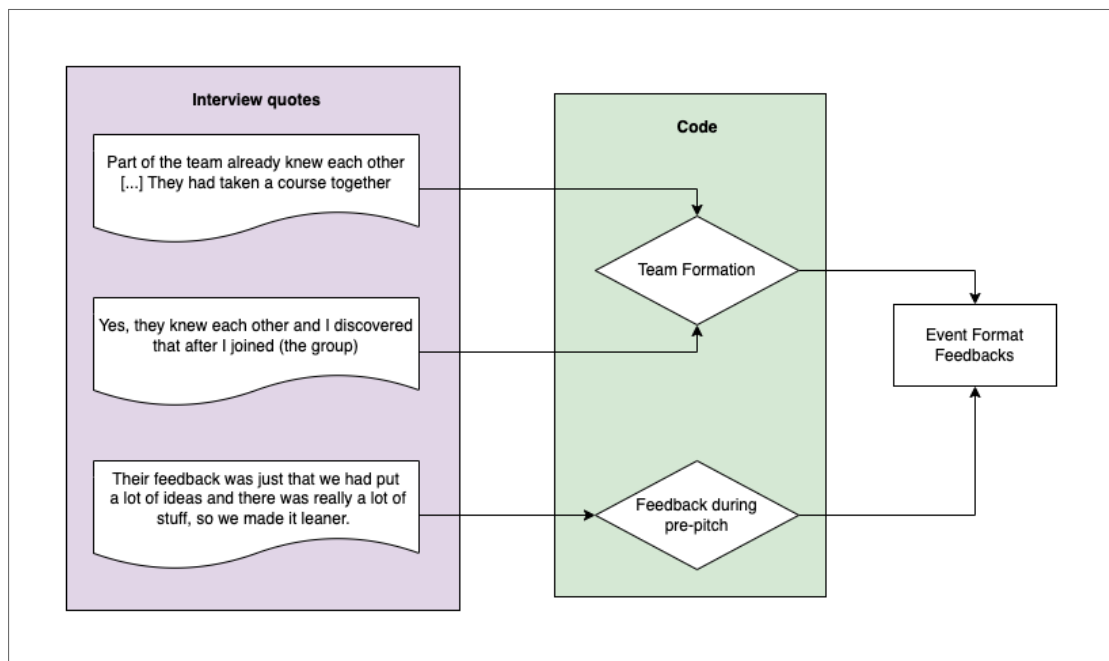 Interview quotes
Part of the team already knew each other
[...] They had taken a course together
Yes, they knew each other and I discovered
that after I joined (the group)
Their feedback was just that we had put
a lot of ideas and there was really a lot of
stuff, so we made it leaner.
Code
Team Formation
Feedback during
pre-pitch
Event Format
Feedbacks